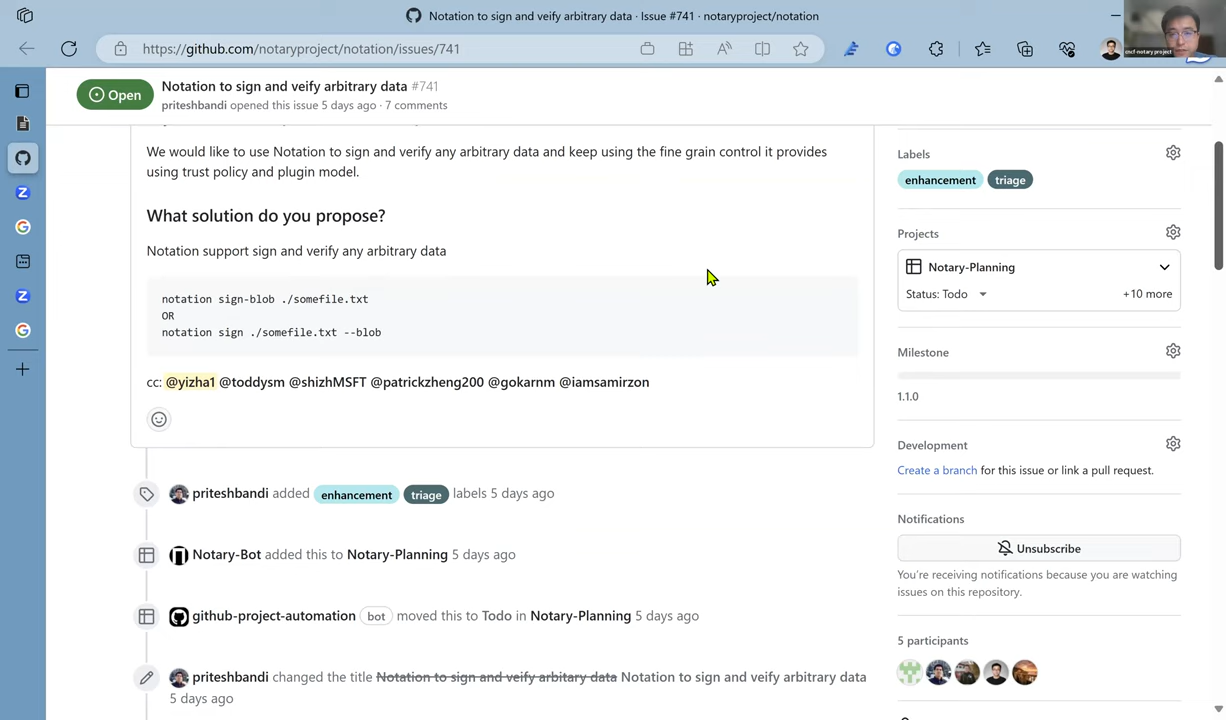 Notation to sign and veify arbitrary data · Issue #741 · notaryproject/notation
https://github.com/notaryproject/notation/issues/741
cncf-notary project
Open
Notation to sign and veify arbitrary data #741
priteshbandi opened this issue 5 days ago · 7 comments
We would like to use Notation to sign and verify any arbitrary data and keep using the fine grain control it provides
using trust policy and plugin model.
What solution do you propose?
Notation support sign and verify any arbitrary data
notation sign-blob ./somefile.txt
OR
notation sign ./somefile.txt --blob
cc: @yizha1 @toddysm @shizhMSFT @patrickzheng200 @gokarnm @iamsamirzon
priteshbandi added enhancement triage labels 5 days ago
Notary-Bot added this to Notary-Planning 5 days ago
github-project-automation bot moved this to Todo in Notary-Planning 5 days ago
priteshbandi changed the title Notation to sign and veify arbitary data Notation to sign and veify arbitrary data
5 days ago
Labels
enhancement triage
Projects
Notary-Planning
Status: Todo +10 more
Milestone
1.1.0
Development
Create a branch for this issue or link a pull request.
Notifications
Unsubscribe
You're receiving notifications because you are watching
issues on this repository.
5 participants